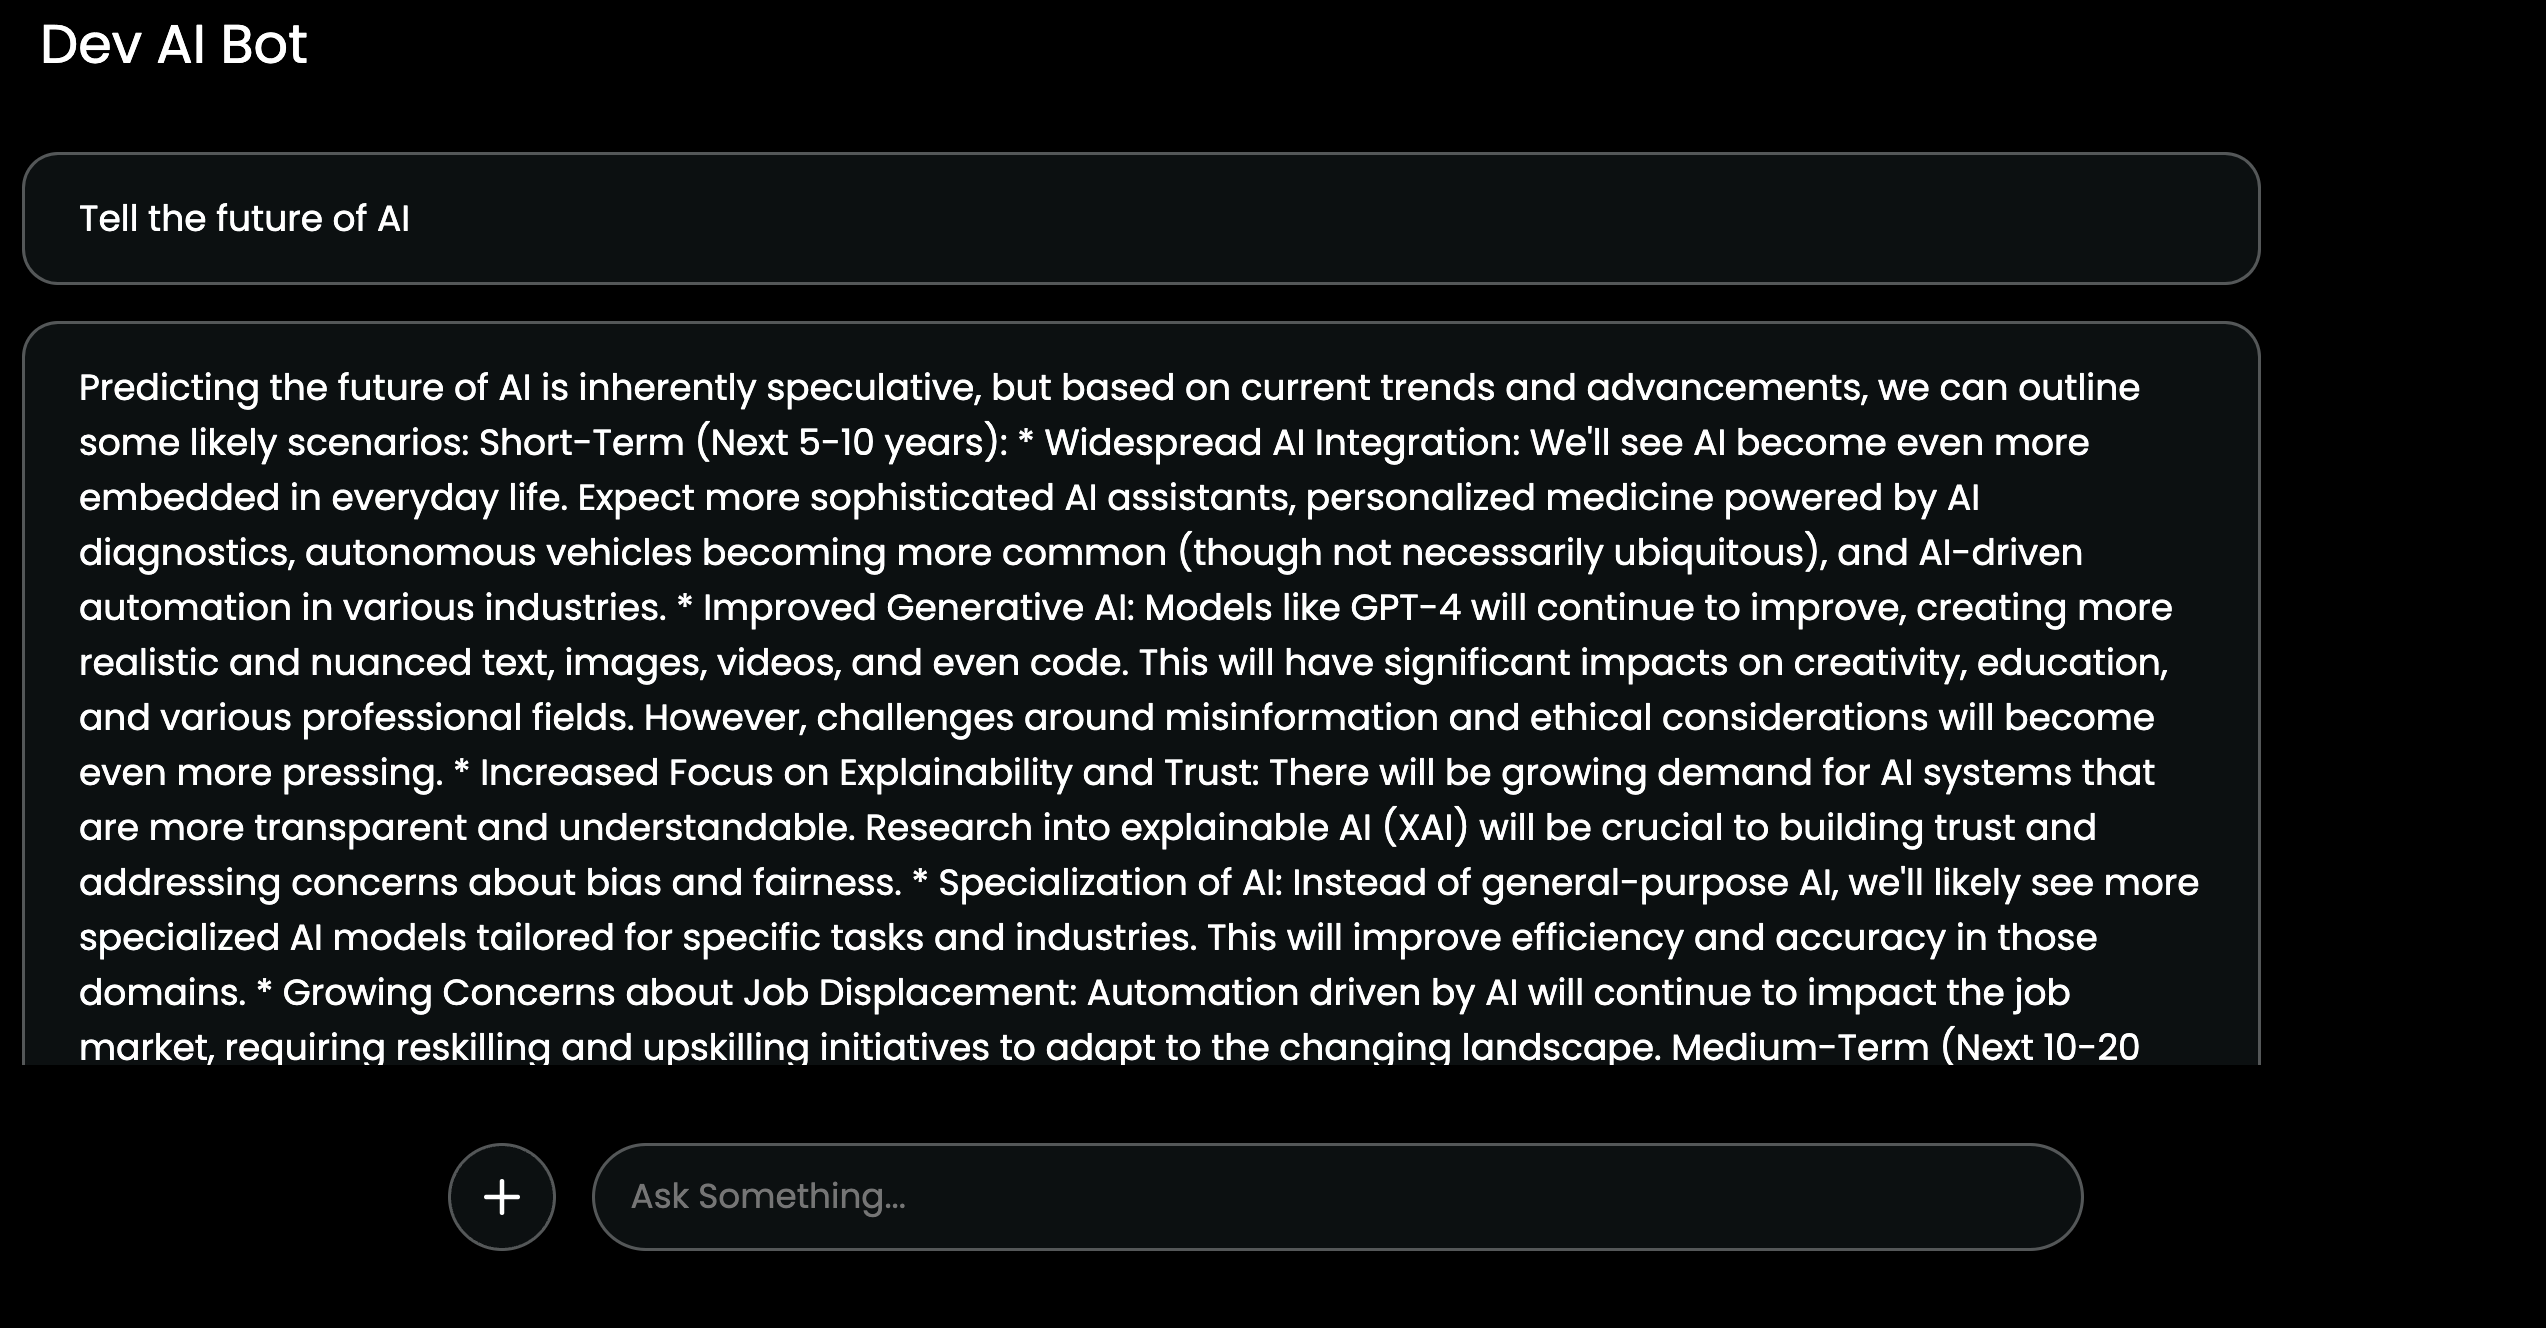 Dev AI Bot
Tell the future of AI
Predicting the future of AI is inherently speculative, but based on current trends and advancements, we can outline
some likely scenarios: Short-Term (Next 5-10 years): * Widespread AI Integration: We'll see AI become even more
embedded in everyday life. Expect more sophisticated AI assistants, personalized medicine powered by AI
diagnostics, autonomous vehicles becoming more common (though not necessarily ubiquitous), and AI-driven
automation in various industries. * Improved Generative AI: Models like GPT-4 will continue to improve, creating more
realistic and nuanced text, images, videos, and even code. This will have significant impacts on creativity, education,
and various professional fields. However, challenges around misinformation and ethical considerations will become
even more pressing. * Increased Focus on Explainability and Trust: There will be growing demand for AI systems that
are more transparent and understandable. Research into explainable AI (XAI) will be crucial to building trust and
addressing concerns about bias and fairness. * Specialization of AI: Instead of general-purpose AI, we'll likely see more
specialized AI models tailored for specific tasks and industries. This will improve efficiency and accuracy in those
domains. * Growing Concerns about Job Displacement: Automation driven by AI will continue to impact the job
market, requiring reskilling and upskilling initiatives to adapt to the changing landscape. Medium-Term (Next 10-20
Ask Something...